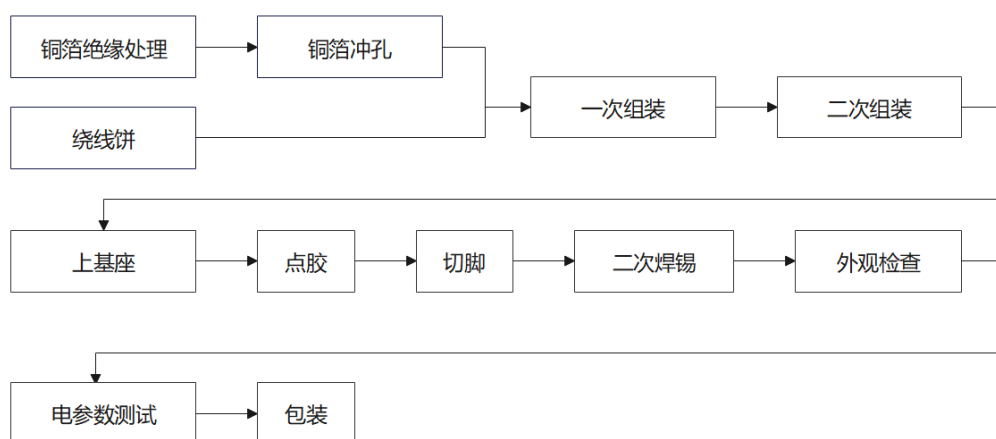 铜箔绝缘处理
铜箔冲孔
绕线饼
一次组装
二次组装
上基座
点胶
切脚
二次焊锡
外观检查
电参数测试
包装